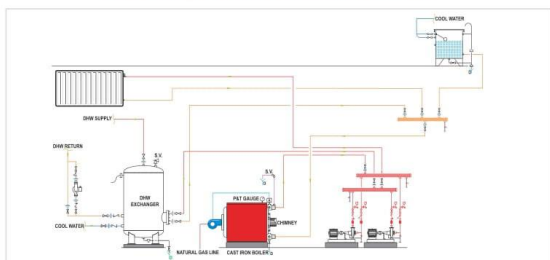 COOL WATER
DHW SUPPLY
DHW RETURN
S.V.
S.V.
P&T GAUGE
DHW
EXCHANGER
CHIMNEY
COOL WATER
NATURAL GAS LINE
CAST IRON BOILER